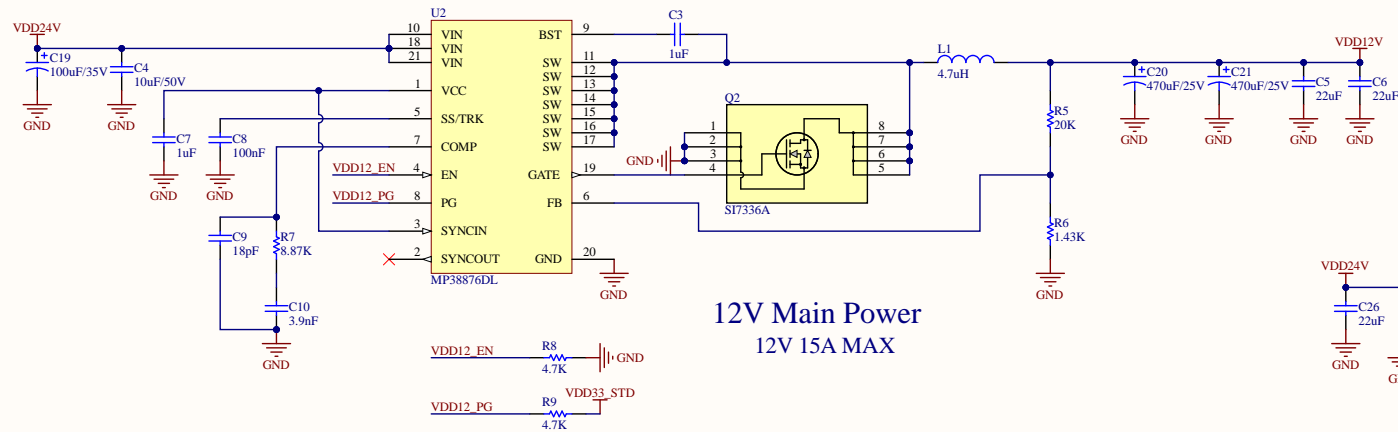 VDD24V
C19
100uF/35V
C4
10uF/50V
GND
GND
C7
1uF
GND
C8
100nF
GND
C9
18pF
R7
8.87K
C10
3.9nF
GND
U2
10 VIN
18 VIN
21 VIN
1 VCC
5 SS/TRK
7 COMP
VDD12_EN 4 EN
VDD12_PG 8 PG
3 SYNCIN
2 SYNCOUT
BST 9
SW 11
SW 12
SW 13
SW 14
SW 15
SW 16
SW 17
GATE 19
FB 6
GND 20
MP38876DL
GND
C3
1uF
Q2
1
2
3
4
8
7
6
5
GND
SI7336A
L1
4.7uH
R5
20K
R6
1.43K
GND
VDD12V
C20
470uF/25V
GND
C21
470uF/25V
GND
C5
22uF
GND
C6
22uF
GND
12V Main Power
12V 15A MAX
VDD12_EN
R8
4.7K
GND
VDD12_PG
R9
4.7K
VDD33_STD
VDD24V
C26
22uF
GND